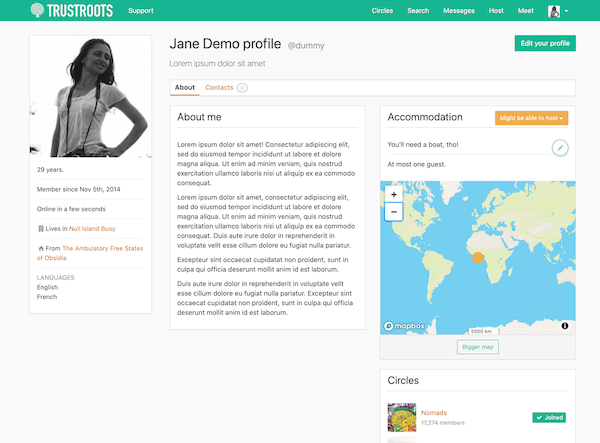 TRUSTROOTS Support Circles Search Messages Host Meet
Jane Demo profile @dummy
Edit your profile
Lorem ipsum dolor sit amet
About Contacts 0
29 years.
Member since Nov 5th, 2014
Online in a few seconds
Lives in Null Island Buoy
From The Ambulatory Free States
of Obsidia
LANGUAGES
English
French
About me
Lorem ipsum dolor sit amet! Consectetur adipiscing elit,
sed do eiusmod tempor incididunt ut labore et dolore
magna aliqua. Ut enim ad minim veniam, quis nostrud
exercitation ullamco laboris nisi ut aliquip ex ea commodo
consequat.
Lorem ipsum dolor sit amet! Consectetur adipiscing elit,
sed do eiusmod tempor incididunt ut labore et dolore
magna aliqua. Ut enim ad minim veniam, quis nostrud
exercitation. Duis aute irure dolor in reprehenderit in
voluptate velit esse cillum dolore eu fugiat nulla pariatur.
Excepteur sint occaecat cupidatat non proident, sunt in
culpa qui officia deserunt mollit anim id est laborum.
Duis aute irure dolor in reprehenderit in voluptate velit
esse cillum dolore eu fugiat nulla pariatur. Excepteur sint
occaecat cupidatat non proident, sunt in culpa qui officia
deserunt mollit anim id est laborum.
Accommodation
Might be able to host
You'll need a boat, tho!
At most one guest.
+
−
mapbox
5000 km
Bigger map
Circles
Nomads
17,274 members
Joined